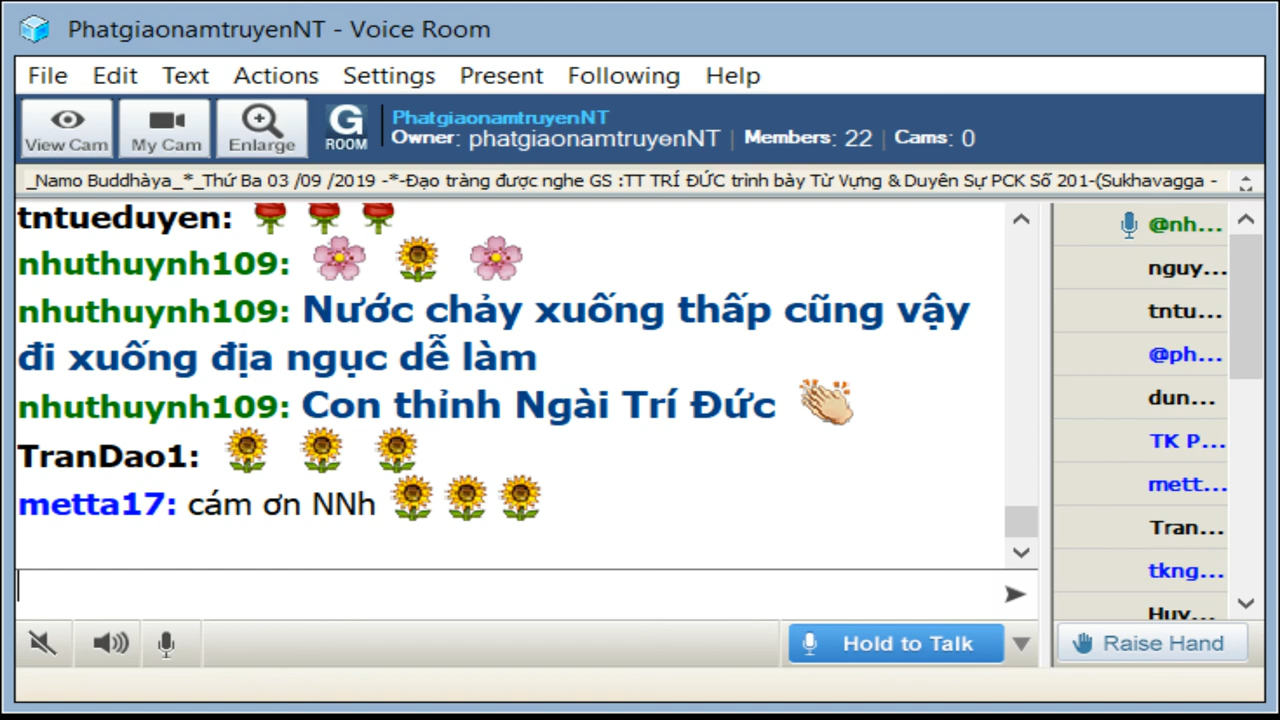 PhatgiaonamtruyenNT - Voice Room
File Edit Text Actions Settings Present Following Help
View Cam My Cam Enlarge G ROOM
PhatgiaonamtruyenNT
Owner: phatgiaonamtruyenNT | Members: 22 | Cams: 0
_Namo Buddhàya_*_Thứ Ba 03 /09 /2019 -*-Đạo tràng được nghe GS :TT TRÍ ĐỨC trình bày Từ Vựng & Duyên Sự PCK Số 201-(Sukhavagga -
tntueduyen:
nhuthuynh109:
nhuthuynh109: Nước chảy xuống thấp cũng vậy
đi xuống địa ngục dễ làm
nhuthuynh109: Con thỉnh Ngài Trí Đức
TranDao1:
metta17: cám ơn NNh
@nh...
nguy...
tntu...
@ph...
dun...
TK P...
mett...
Tran...
tkng...
Huy...
Hold to Talk
Raise Hand